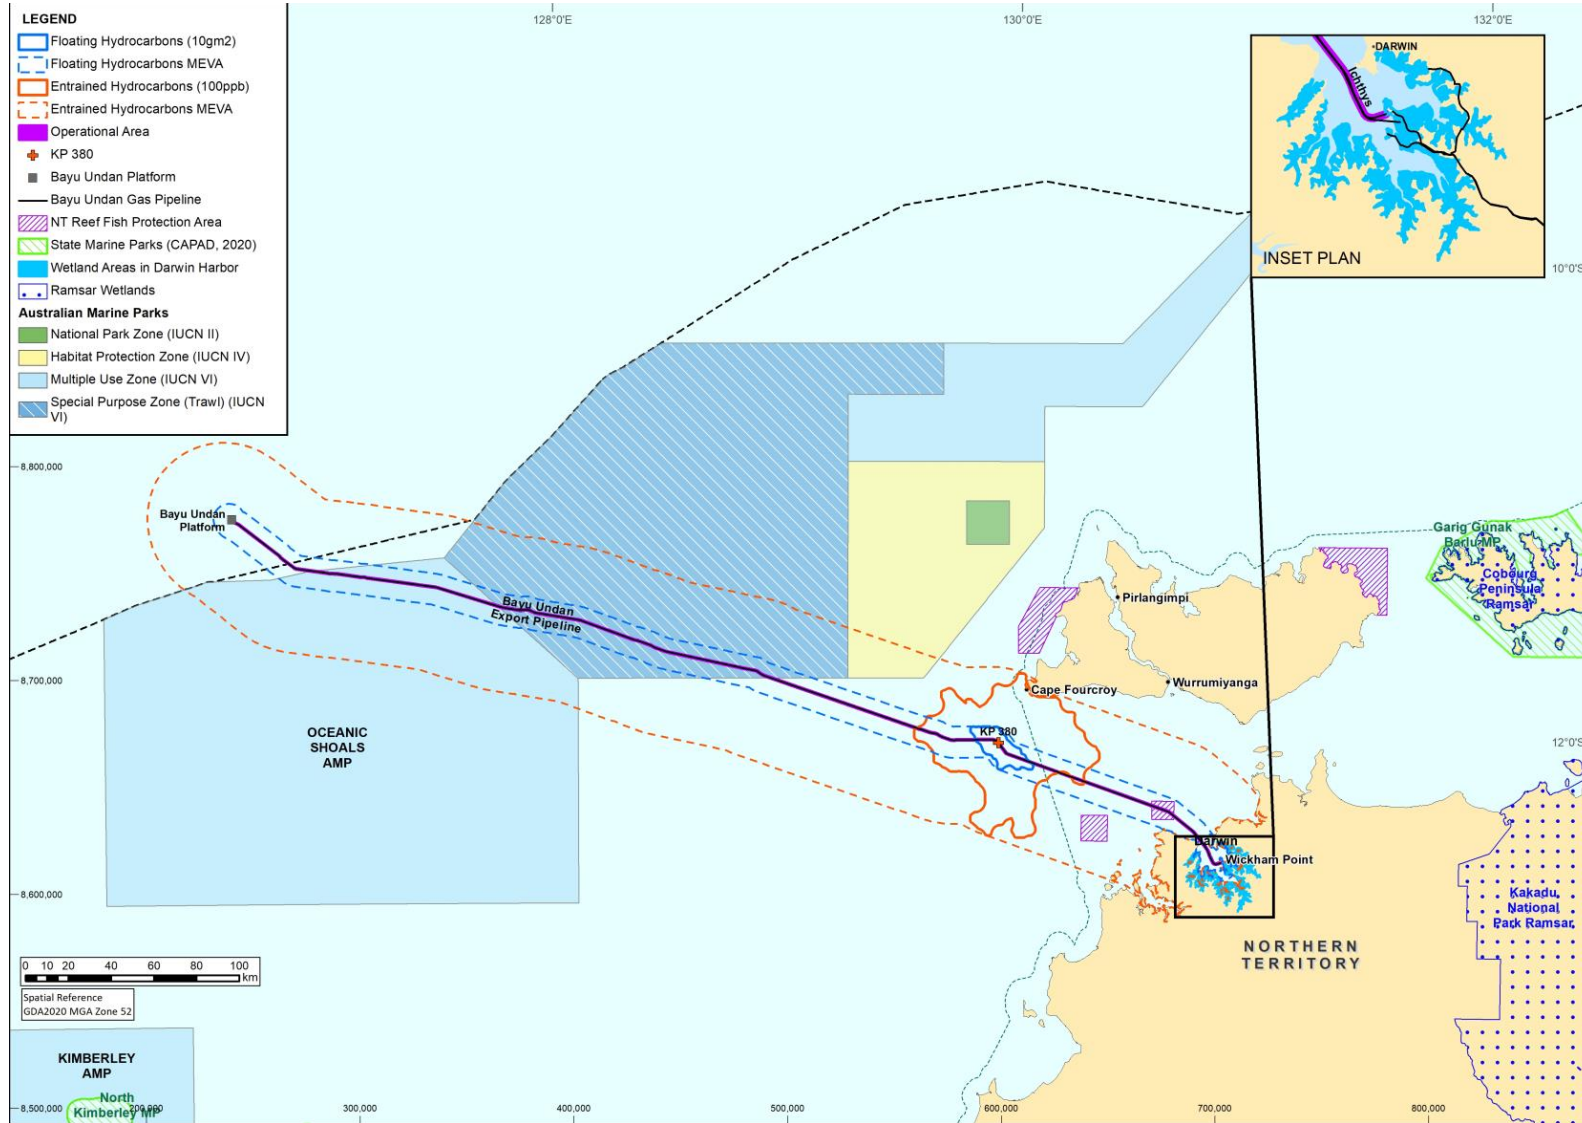 LEGEND
Floating Hydrocarbons (10gm2)
Floating Hydrocarbons MEVA
Entrained Hydrocarbons (100ppb)
Entrained Hydrocarbons MEVA
Operational Area
KP 380
Bayu Undan Platform
Bayu Undan Gas Pipeline
NT Reef Fish Protection Area
State Marine Parks (CAPAD, 2020)
Wetland Areas in Darwin Harbor
Ramsar Wetlands
Australian Marine Parks
National Park Zone (IUCN II)
Habitat Protection Zone (IUCN IV)
Multiple Use Zone (IUCN VI)
Special Purpose Zone (Trawl) (IUCN
VI)
128°0'E
130°0'E
132°0'E
DARWIN
Ichthys
INSET PLAN
10°0'S
8,800,000
Bayu Undan
Platform
Bayu Undan
Export Pipeline
Garig Gunak
Barlu MP
Cobourg
Peninsula
Ramsar
Pirlangimpi
8,700,000
Cape Fourcroy
Wurrumiyanga
OCEANIC
SHOALS
AMP
KP 380
12°0'S
Darwin
Wickham Point
8,600,000
Kakadu
National
Park Ramsar
NORTHERN
TERRITORY
0 10 20 40 60 80 100
km
Spatial Reference
GDA2020 MGA Zone 52
KIMBERLEY
AMP
North
Kimberley MP
8,500,000
200,000
300,000
400,000
500,000
600,000
700,000
800,000